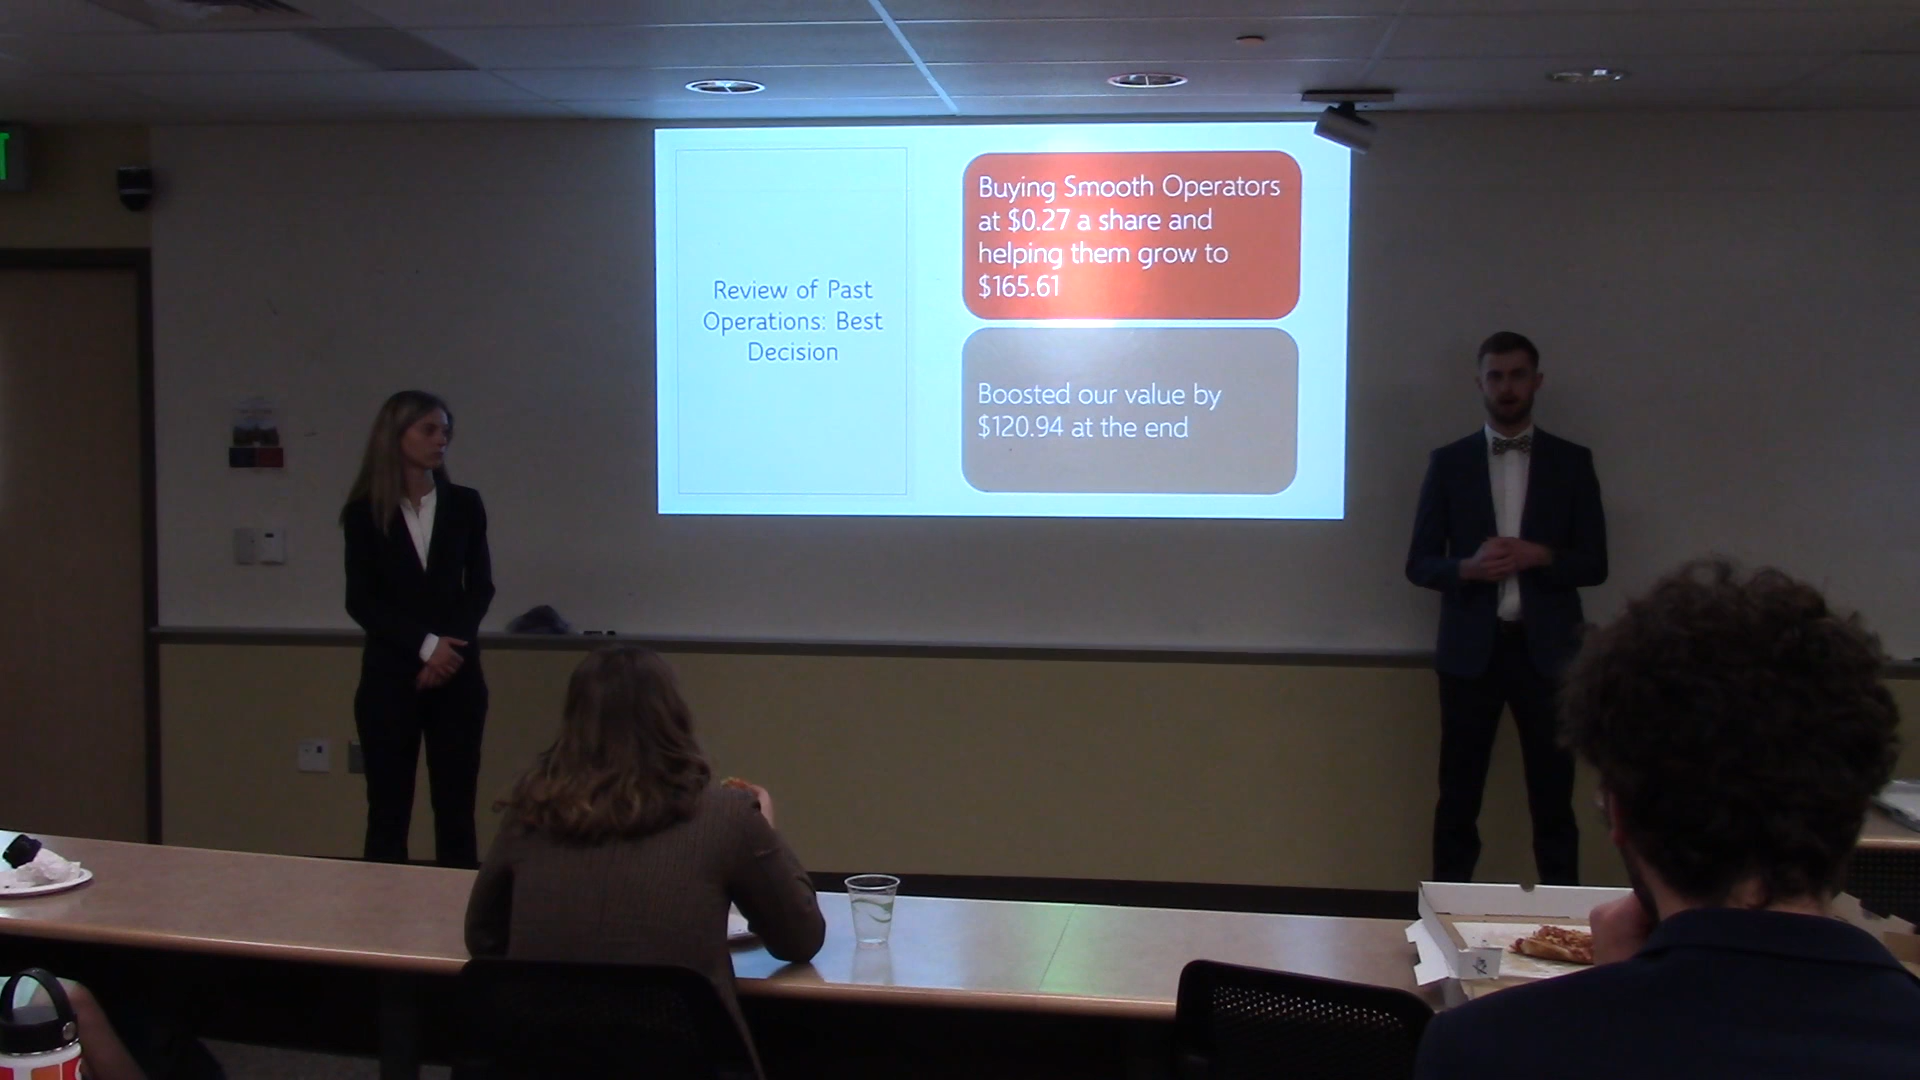 Review of Past
Operations: Best
Decision
Buying Smooth Operators
at $0.27 a share and
helping them grow to
$165.61
Boosted our value by
$120.94 at the end